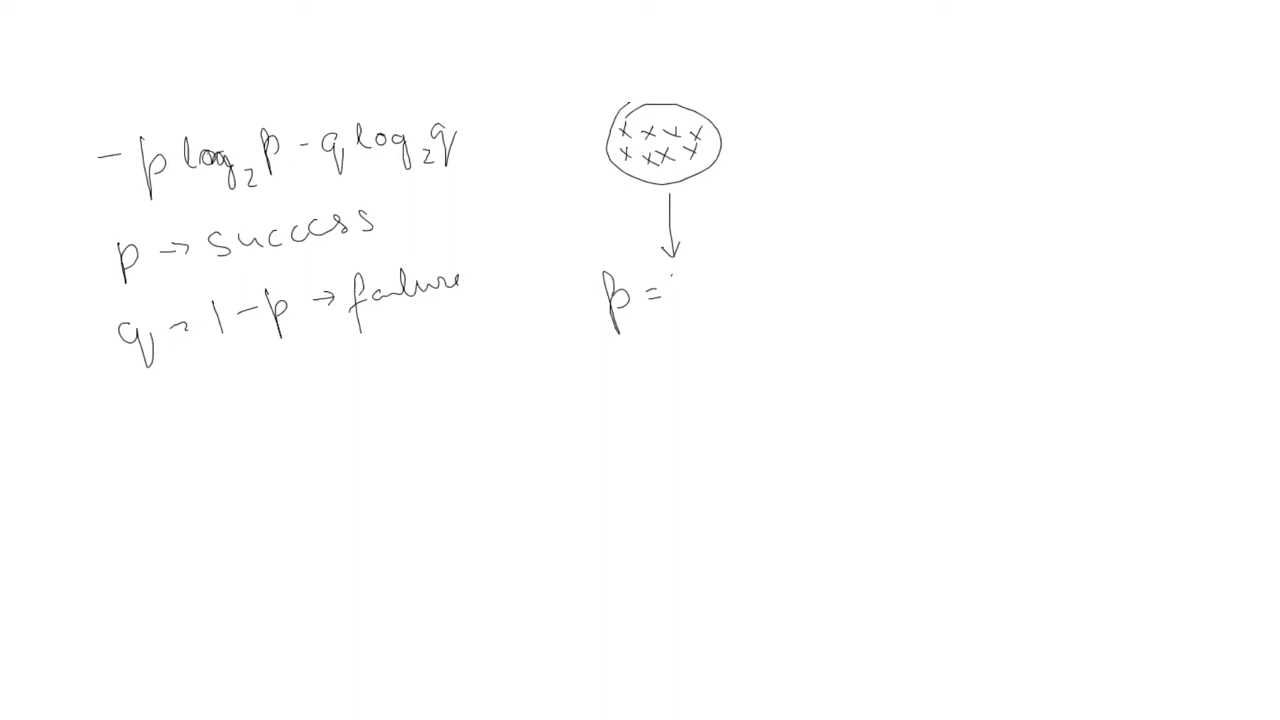 - p log₂ p - q log₂ q
p → success
q = 1 - p → failure
x x x x
x x x x
p =